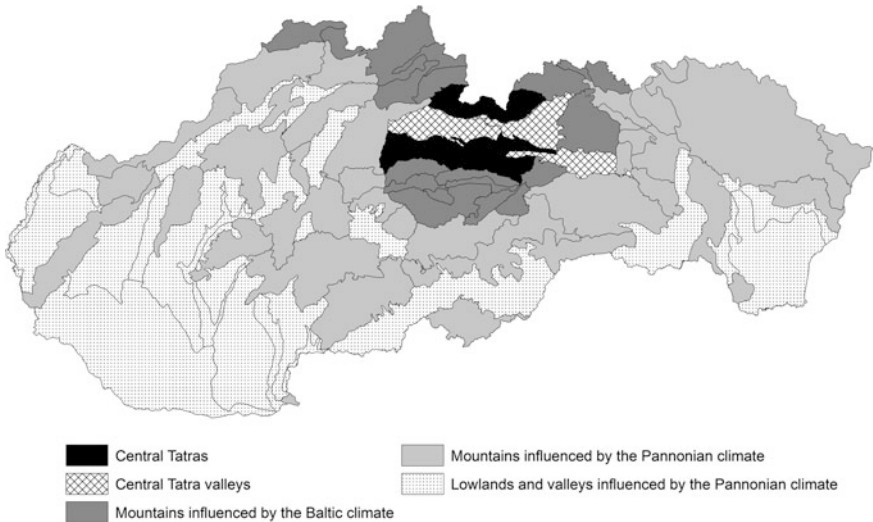 Central Tatras
Central Tatra valleys
Mountains influenced by the Baltic climate
Mountains influenced by the Pannonian climate
Lowlands and valleys influenced by the Pannonian climate